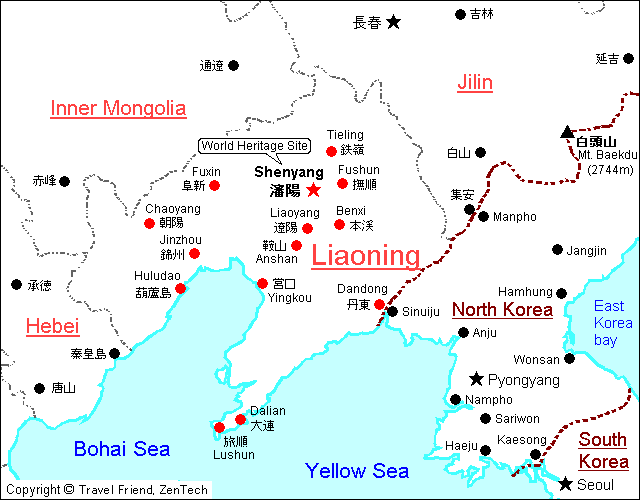 長春
吉林
延吉
通遼
Jilin
Inner Mongolia
World Heritage Site
Tieling
鉄嶺
白山
白頭山
Mt. Baekdu
(2744m)
Shenyang
瀋陽
Fushun
撫順
Fuxin
阜新
赤峰
集安
Manpho
Chaoyang
朝陽
Liaoyang
遼陽
Benxi
本渓
Jinzhou
錦州
鞍山
Anshan
Liaoning
Jangjin
Huludao
葫蘆島
営口
Yingkou
承徳
Dandong
丹東
Sinuiju
Hamhung
North Korea
East
Korea
bay
Hebei
Anju
秦皇島
Wonsan
唐山
Pyongyang
Nampho
Dalian
大連
旅順
Lushun
Sariwon
Kaesong
Haeju
South
Korea
Bohai Sea
Yellow Sea
Seoul
Copyright © Travel Friend, ZenTech